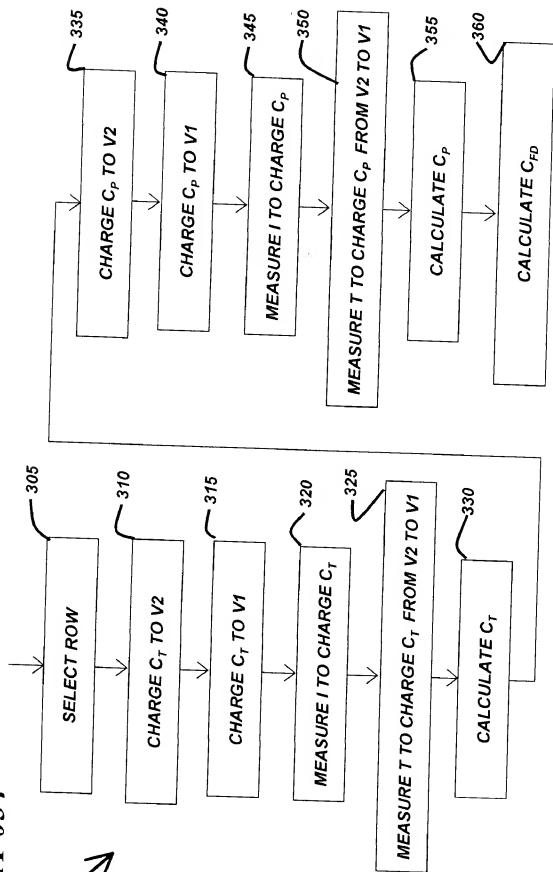 305
SELECT ROW
310
CHARGE C_T TO V2
315
CHARGE C_T TO V1
320
MEASURE I TO CHARGE C_T
325
MEASURE T TO CHARGE C_T FROM V2 TO V1
330
CALCULATE C_T
335
CHARGE C_P TO V2
340
CHARGE C_P TO V1
345
MEASURE I TO CHARGE C_P
350
MEASURE T TO CHARGE C_P FROM V2 TO V1
355
CALCULATE C_P
360
CALCULATE C_FD